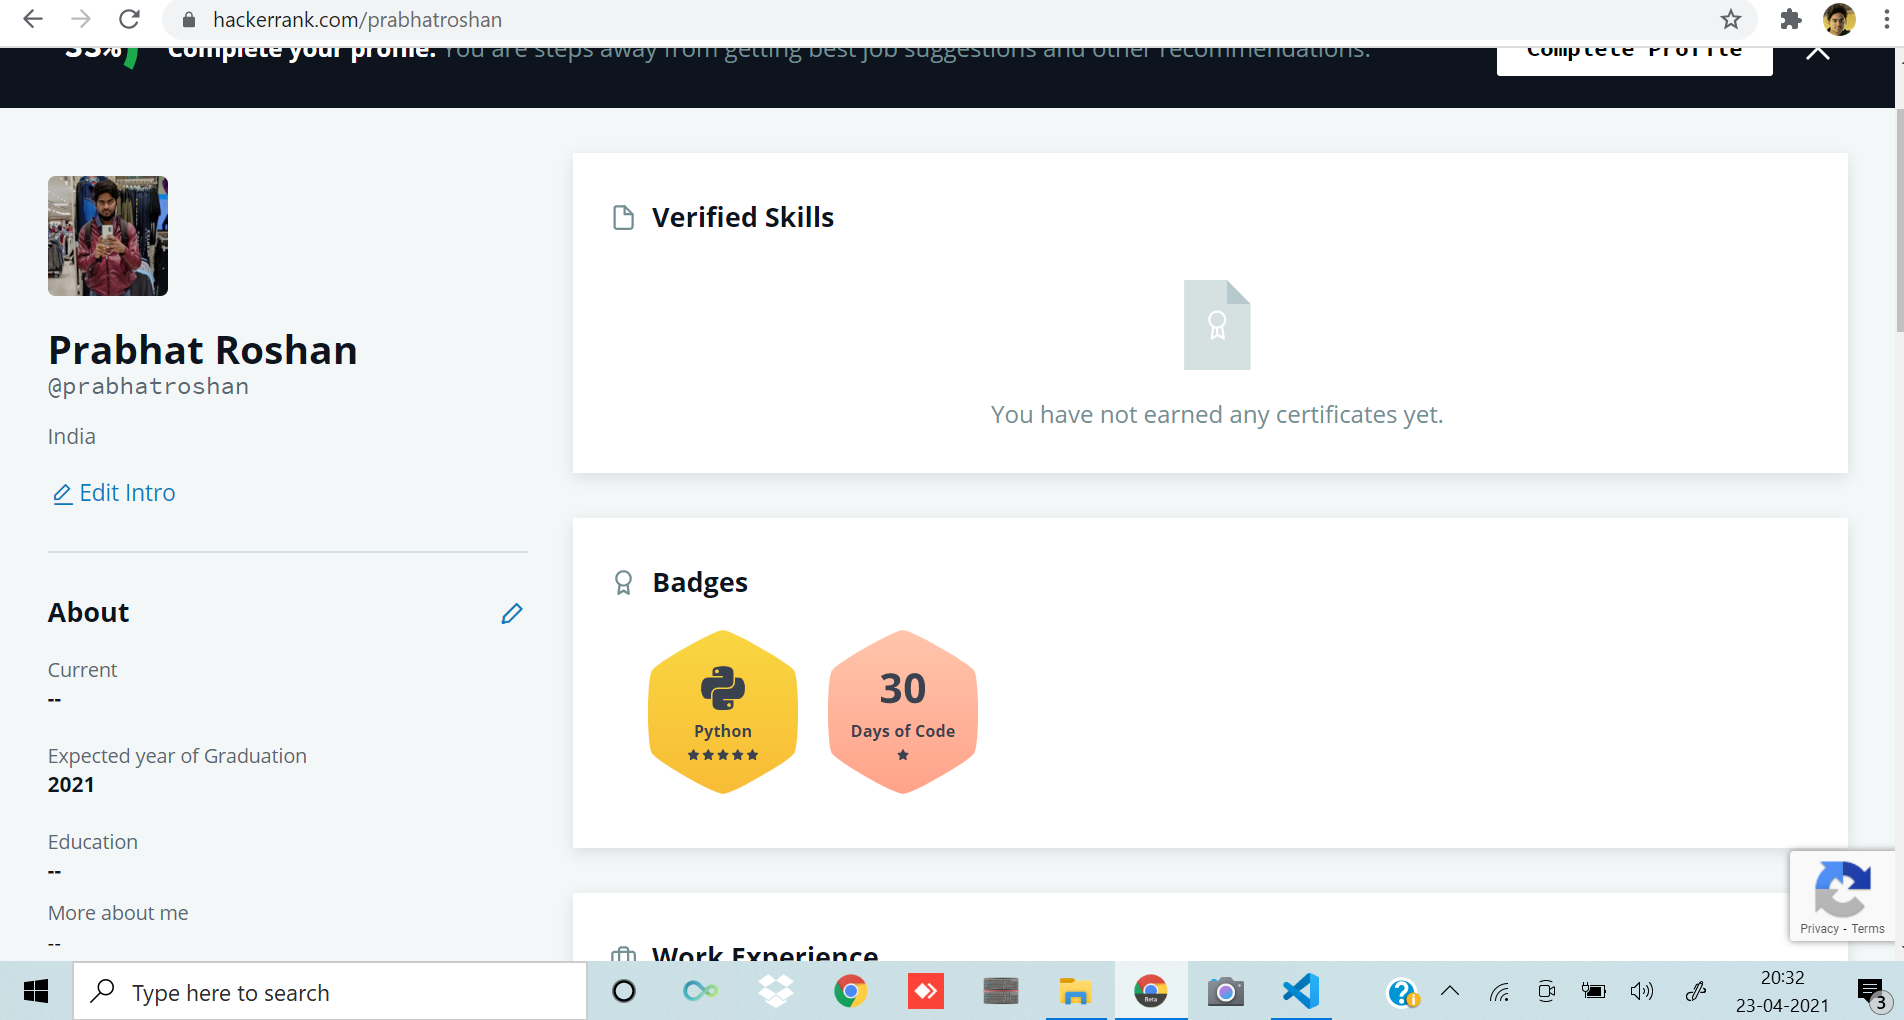 hackerrank.com/prabhatroshan
33% Complete your profile. You are steps away from getting best job suggestions and other recommendations.
Complete Profile
Prabhat Roshan
@prabhatroshan
India
Edit Intro
About
Current
--
Expected year of Graduation
2021
Education
--
More about me
--
Verified Skills
You have not earned any certificates yet.
Badges
Python
30
Days of Code
Work Experience
Privacy - Terms
Type here to search
Beta
20:32
23-04-2021
3